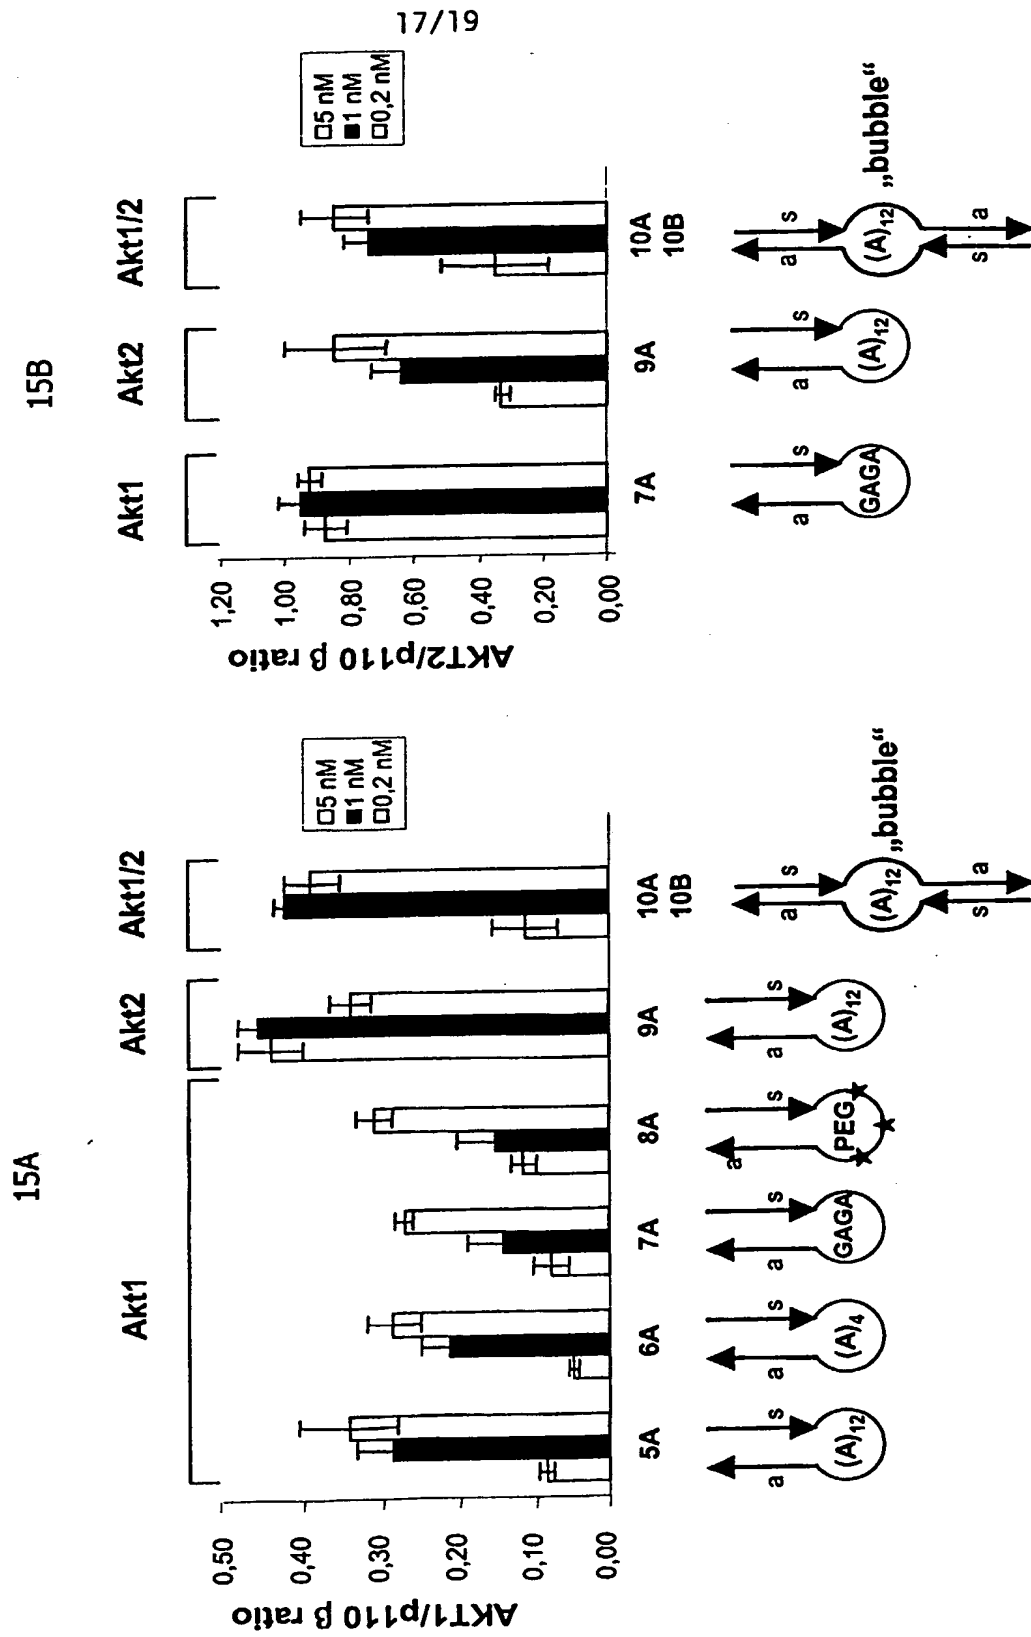 17/19
15A
Akt1
Akt2
Akt1/2
5 nM
1 nM
0,2 nM
AKT1/p110 β ratio
0,50
0,40
0,30
0,20
0,10
0,00
5A
6A
7A
8A
9A
10A
10B
a s
(A)12
a s
(A)4
a s
GAGA
a s
PEG
a s
(A)12
a s
(A)12
„bubble“
s a
15B
Akt1
Akt2
Akt1/2
5 nM
1 nM
0,2 nM
AKT2/p110 β ratio
1,20
1,00
0,80
0,60
0,40
0,20
0,00
7A
9A
10A
10B
a s
GAGA
a s
(A)12
a s
(A)12
„bubble“
s a